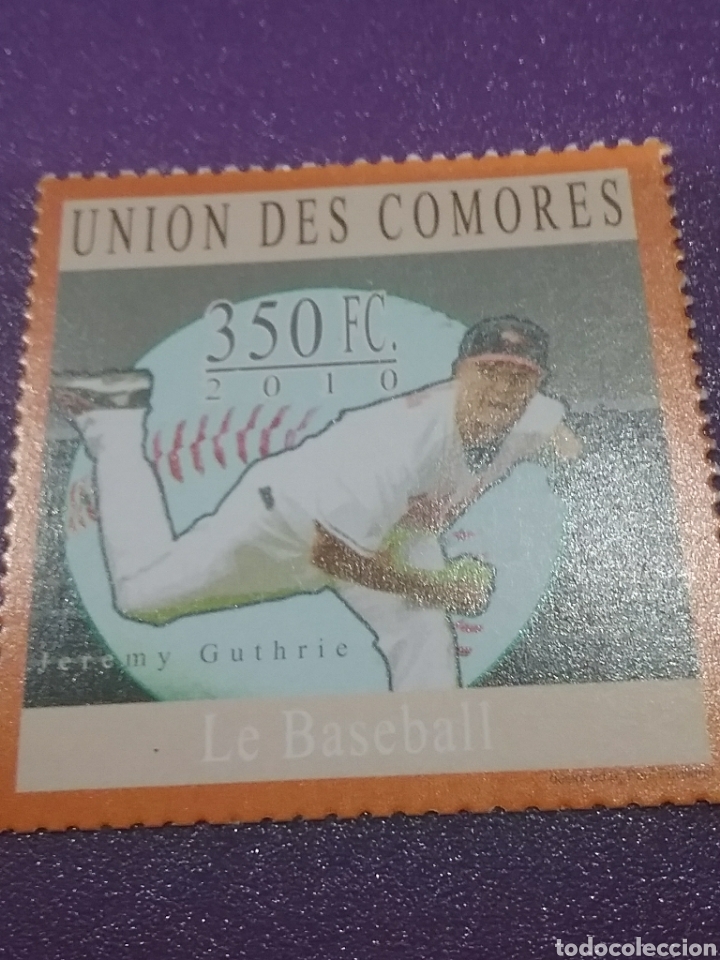 UNION DES COMORES
350 FC.
2010
Jeremy Guthrie
Le Baseball
todocoleccion